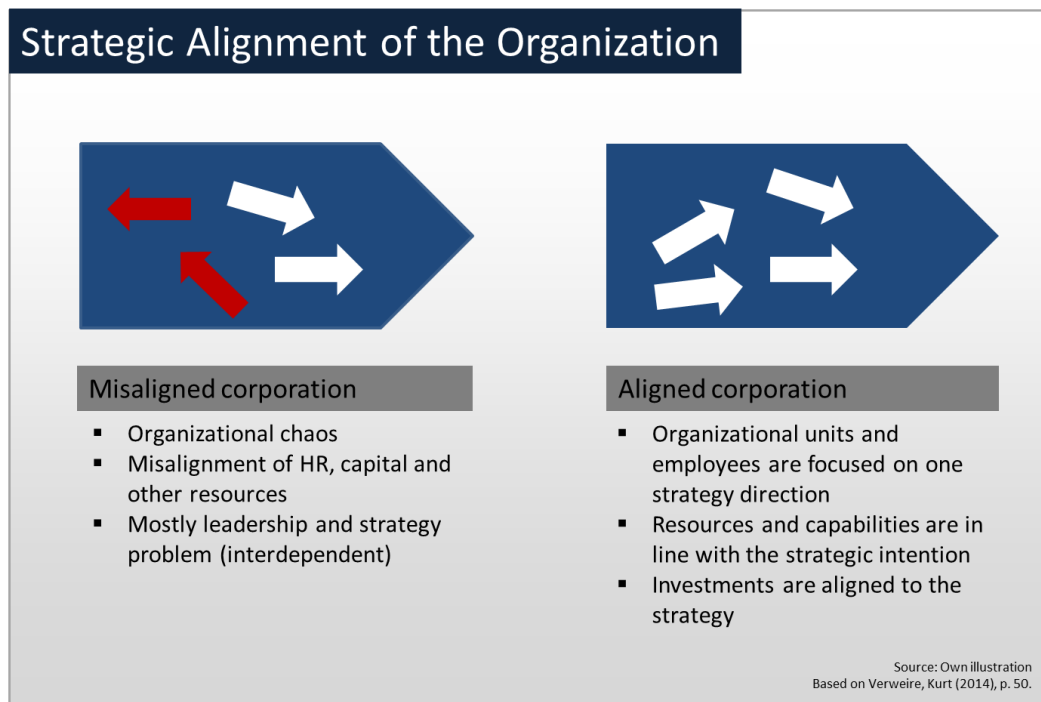 Strategic Alignment of the Organization
Misaligned corporation
▪ Organizational chaos
▪ Misalignment of HR, capital and
other resources
▪ Mostly leadership and strategy
problem (interdependent)
Aligned corporation
▪ Organizational units and
employees are focused on one
strategy direction
▪ Resources and capabilities are in
line with the strategic intention
▪ Investments are aligned to the
strategy
Source: Own illustration
Based on Verweire, Kurt (2014), p. 50.